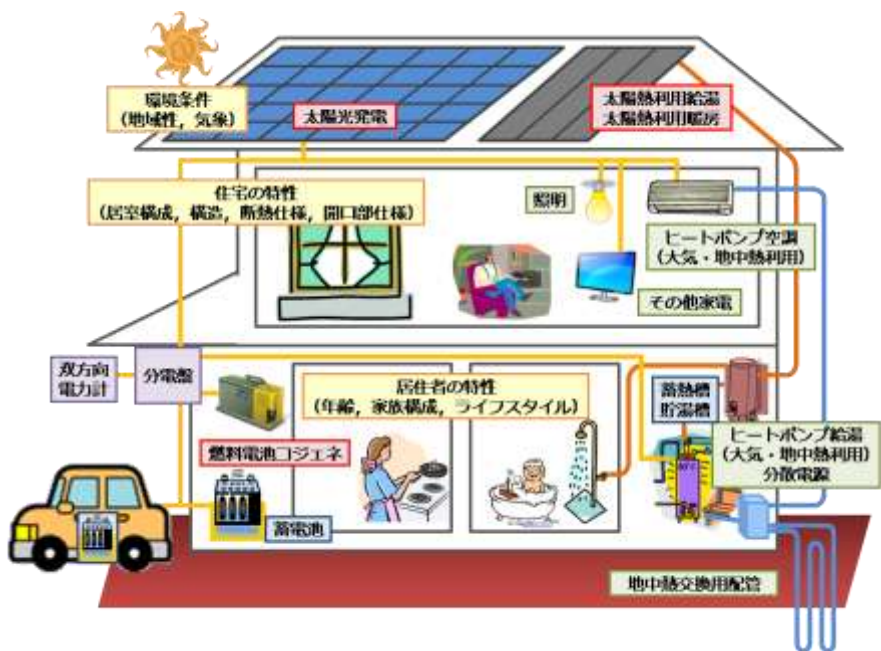 環境条件
(地域性，気象)
太陽光発電
太陽熱利用給湯
太陽熱利用暖房
住宅の特性
(居室構成，構造，断熱仕様，開口部仕様)
照明
ヒートポンプ空調
(大気・地中熱利用)
その他家電
双方向
電力計
分電盤
居住者の特性
(年齢，家族構成，ライフスタイル)
蓄熱槽
貯湯槽
燃料電池コジェネ
ヒートポンプ給湯
(大気・地中熱利用)
分散電源
蓄電池
地中熱交換用配管